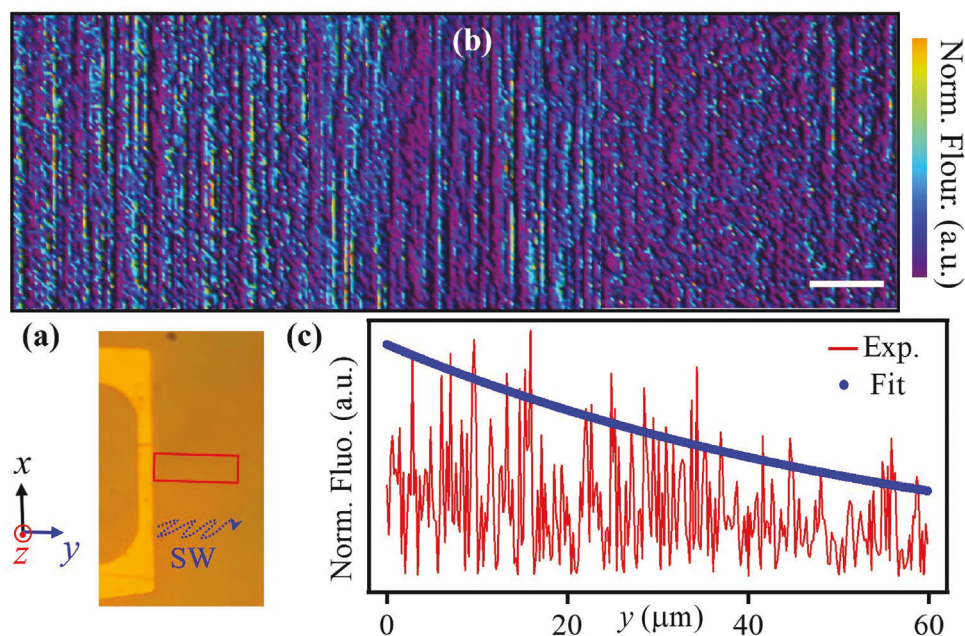 (b)
Norm. Flour. (a.u.)
(a)
x
z
y
SW
(c)
Exp.
Fit
Norm. Fluo. (a.u.)
0
20
40
60
y (μm)